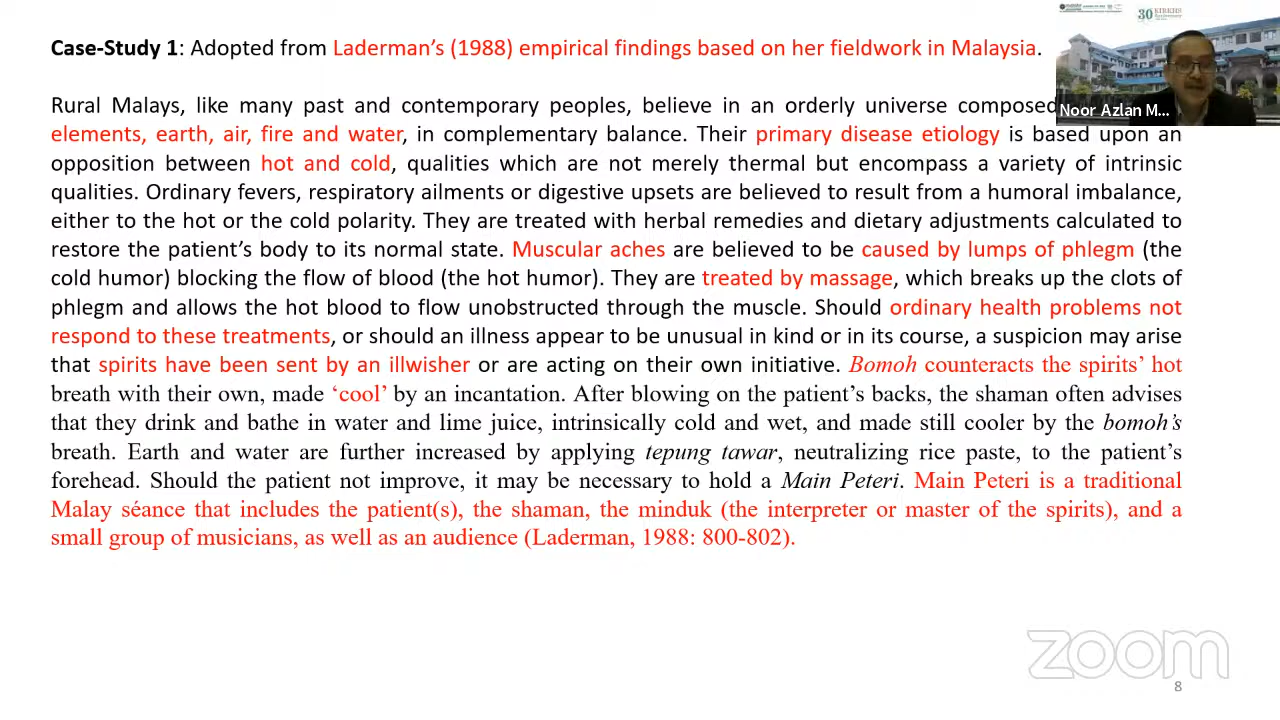 30
Case-Study 1: Adopted from Laderman's (1988) empirical findings based on her fieldwork in Malaysia.
Noor Azlan M...
Rural Malays, like many past and contemporary peoples, believe in an orderly universe composed
elements, earth, air, fire and water, in complementary balance. Their primary disease etiology is based upon an
opposition between hot and cold, qualities which are not merely thermal but encompass a variety of intrinsic
qualities. Ordinary fevers, respiratory ailments or digestive upsets are believed to result from a humoral imbalance,
either to the hot or the cold polarity. They are treated with herbal remedies and dietary adjustments calculated to
restore the patient's body to its normal state. Muscular aches are believed to be caused by lumps of phlegm (the
cold humor) blocking the flow of blood (the hot humor). They are treated by massage, which breaks up the clots of
phlegm and allows the hot blood to flow unobstructed through the muscle. Should ordinary health problems not
respond to these treatments, or should an illness appear to be unusual in kind or in its course, a suspicion may arise
that spirits have been sent by an illwisher or are acting on their own initiative. Bomoh counteracts the spirits' hot
breath with their own, made 'cool' by an incantation. After blowing on the patient's backs, the shaman often advises
that they drink and bathe in water and lime juice, intrinsically cold and wet, and made still cooler by the bomoh's
breath. Earth and water are further increased by applying tepung tawar, neutralizing rice paste, to the patient's
forehead. Should the patient not improve, it may be necessary to hold a Main Peteri. Main Peteri is a traditional
Malay séance that includes the patient(s), the shaman, the minduk (the interpreter or master of the spirits), and a
small group of musicians, as well as an audience (Laderman, 1988: 800-802).
zoom
8